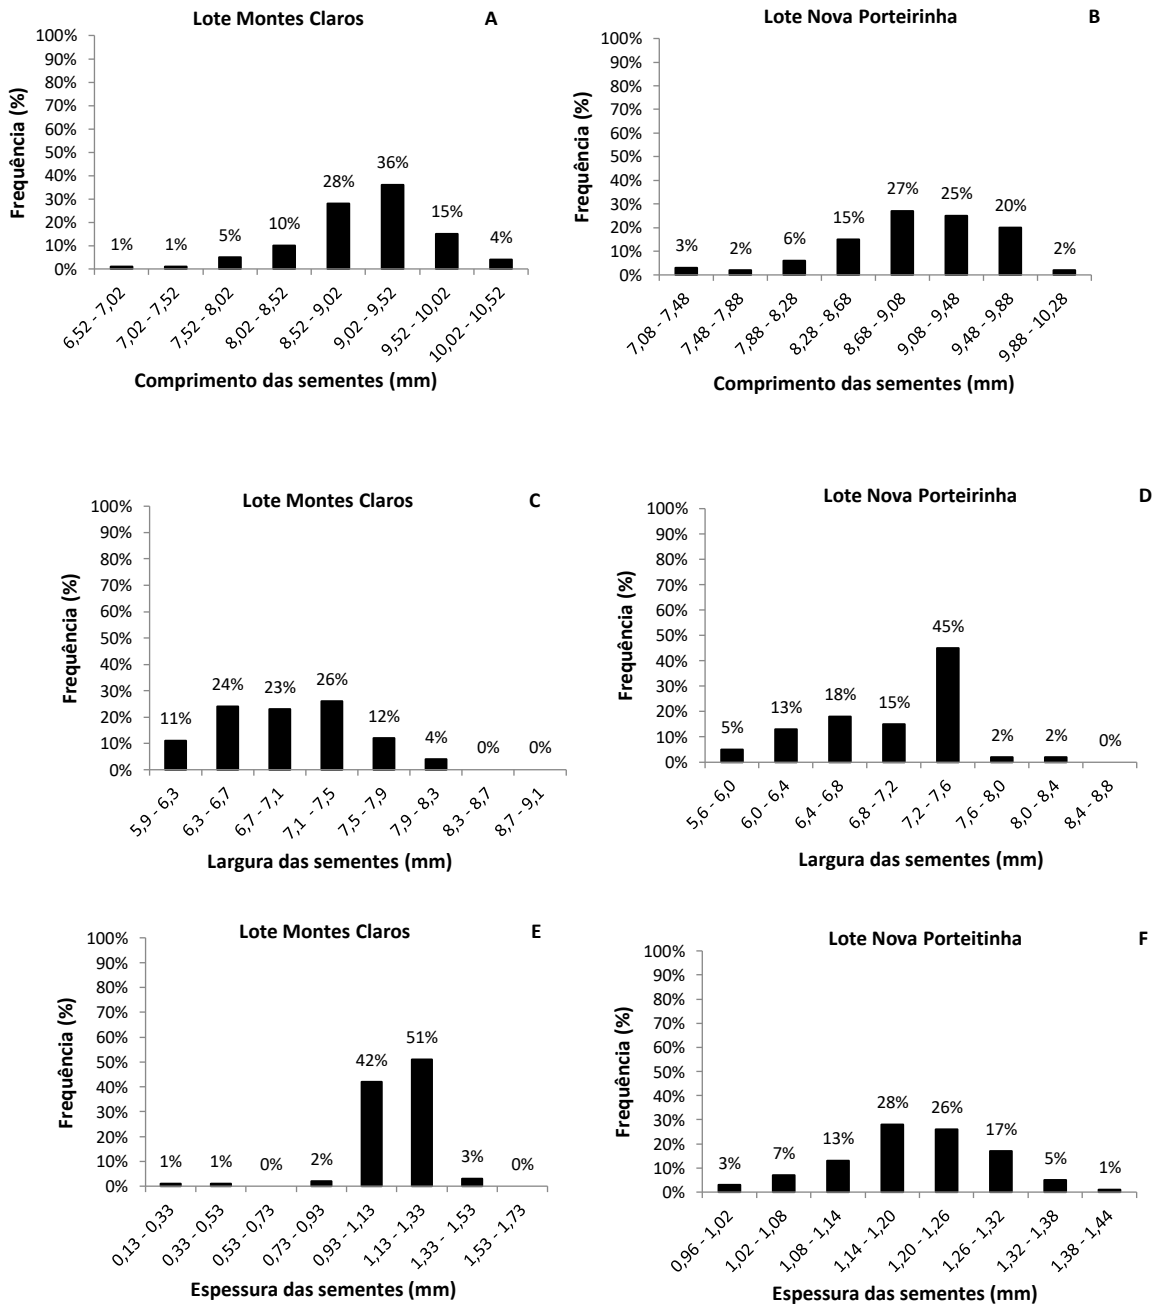 Lote Montes Claros A
Frequência (%)
100%
90%
80%
70%
60%
50%
40%
30%
20%
10%
0%
1% 1% 5% 10% 28% 36% 15% 4%
6,52 - 7,02
7,02 - 7,52
7,52 - 8,02
8,02 - 8,52
8,52 - 9,02
9,02 - 9,52
9,52 - 10,02
10,02 - 10,52
Comprimento das sementes (mm)
Lote Nova Porteirinha B
Frequência (%)
100%
90%
80%
70%
60%
50%
40%
30%
20%
10%
0%
3% 2% 6% 15% 27% 25% 20% 2%
7,08 - 7,48
7,48 - 7,88
7,88 - 8,28
8,28 - 8,68
8,68 - 9,08
9,08 - 9,48
9,48 - 9,88
9,88 - 10,28
Comprimento das sementes (mm)
Lote Montes Claros C
Frequência (%)
100%
90%
80%
70%
60%
50%
40%
30%
20%
10%
0%
11% 24% 23% 26% 12% 4% 0% 0%
5,9 - 6,3
6,3 - 6,7
6,7 - 7,1
7,1 - 7,5
7,5 - 7,9
7,9 - 8,3
8,3 - 8,7
8,7 - 9,1
Largura das sementes (mm)
Lote Nova Porteirinha D
Frequência (%)
100%
90%
80%
70%
60%
50%
40%
30%
20%
10%
0%
5% 13% 18% 15% 45% 2% 2% 0%
5,6 - 6,0
6,0 - 6,4
6,4 - 6,8
6,8 - 7,2
7,2 - 7,6
7,6 - 8,0
8,0 - 8,4
8,4 - 8,8
Largura das sementes (mm)
Lote Montes Claros E
Frequência (%)
100%
90%
80%
70%
60%
50%
40%
30%
20%
10%
0%
1% 1% 0% 2% 42% 51% 3% 0%
0,13 - 0,33
0,33 - 0,53
0,53 - 0,73
0,73 - 0,93
0,93 - 1,13
1,13 - 1,33
1,33 - 1,53
1,53 - 1,73
Espessura das sementes (mm)
Lote Nova Porteitinha F
Frequência (%)
100%
90%
80%
70%
60%
50%
40%
30%
20%
10%
0%
3% 7% 13% 28% 26% 17% 5% 1%
0,96 - 1,02
1,02 - 1,08
1,08 - 1,14
1,14 - 1,20
1,20 - 1,26
1,26 - 1,32
1,32 - 1,38
1,38 - 1,44
Espessura das sementes (mm)